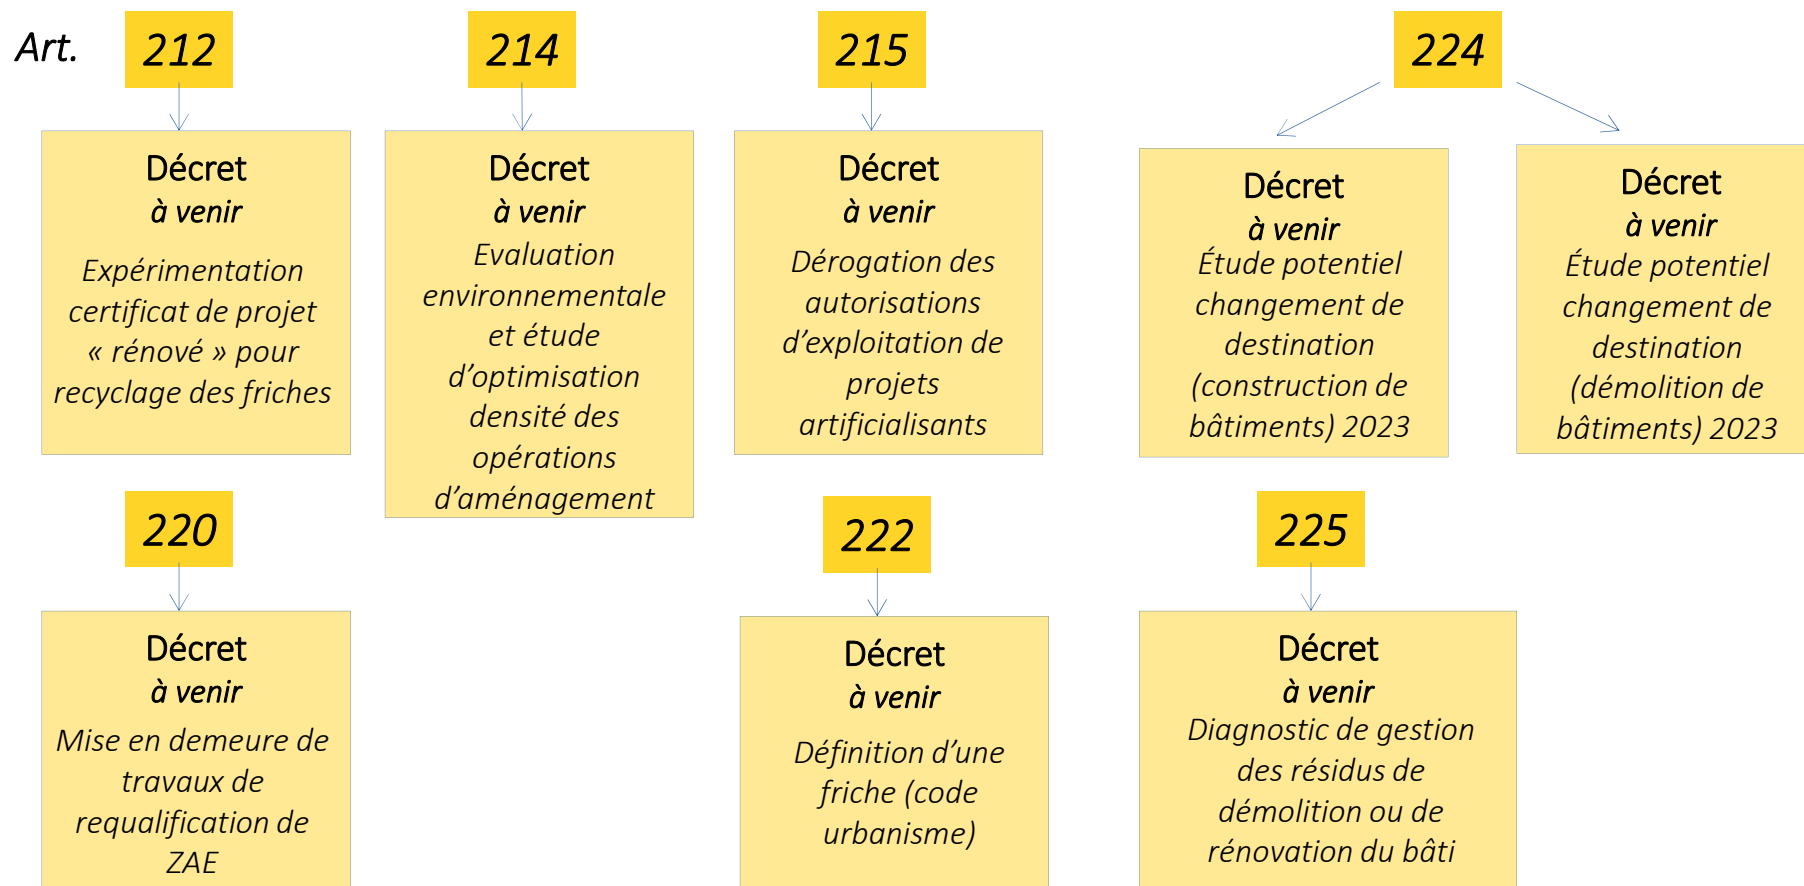 Art.
212
Décret
à venir
Expérimentation
certificat de projet
« rénové » pour
recyclage des friches
214
Décret
à venir
Evaluation
environnementale
et étude
d’optimisation
densité des
opérations
d’aménagement
215
Décret
à venir
Dérogation des
autorisations
d’exploitation de
projets
artificialisants
224
Décret
à venir
Étude potentiel
changement de
destination
(construction de
bâtiments) 2023
Décret
à venir
Étude potentiel
changement de
destination
(démolition de
bâtiments) 2023
220
Décret
à venir
Mise en demeure de
travaux de
requalification de
ZAE
222
Décret
à venir
Définition d’une
friche (code
urbanisme)
225
Décret
à venir
Diagnostic de gestion
des résidus de
démolition ou de
rénovation du bâti